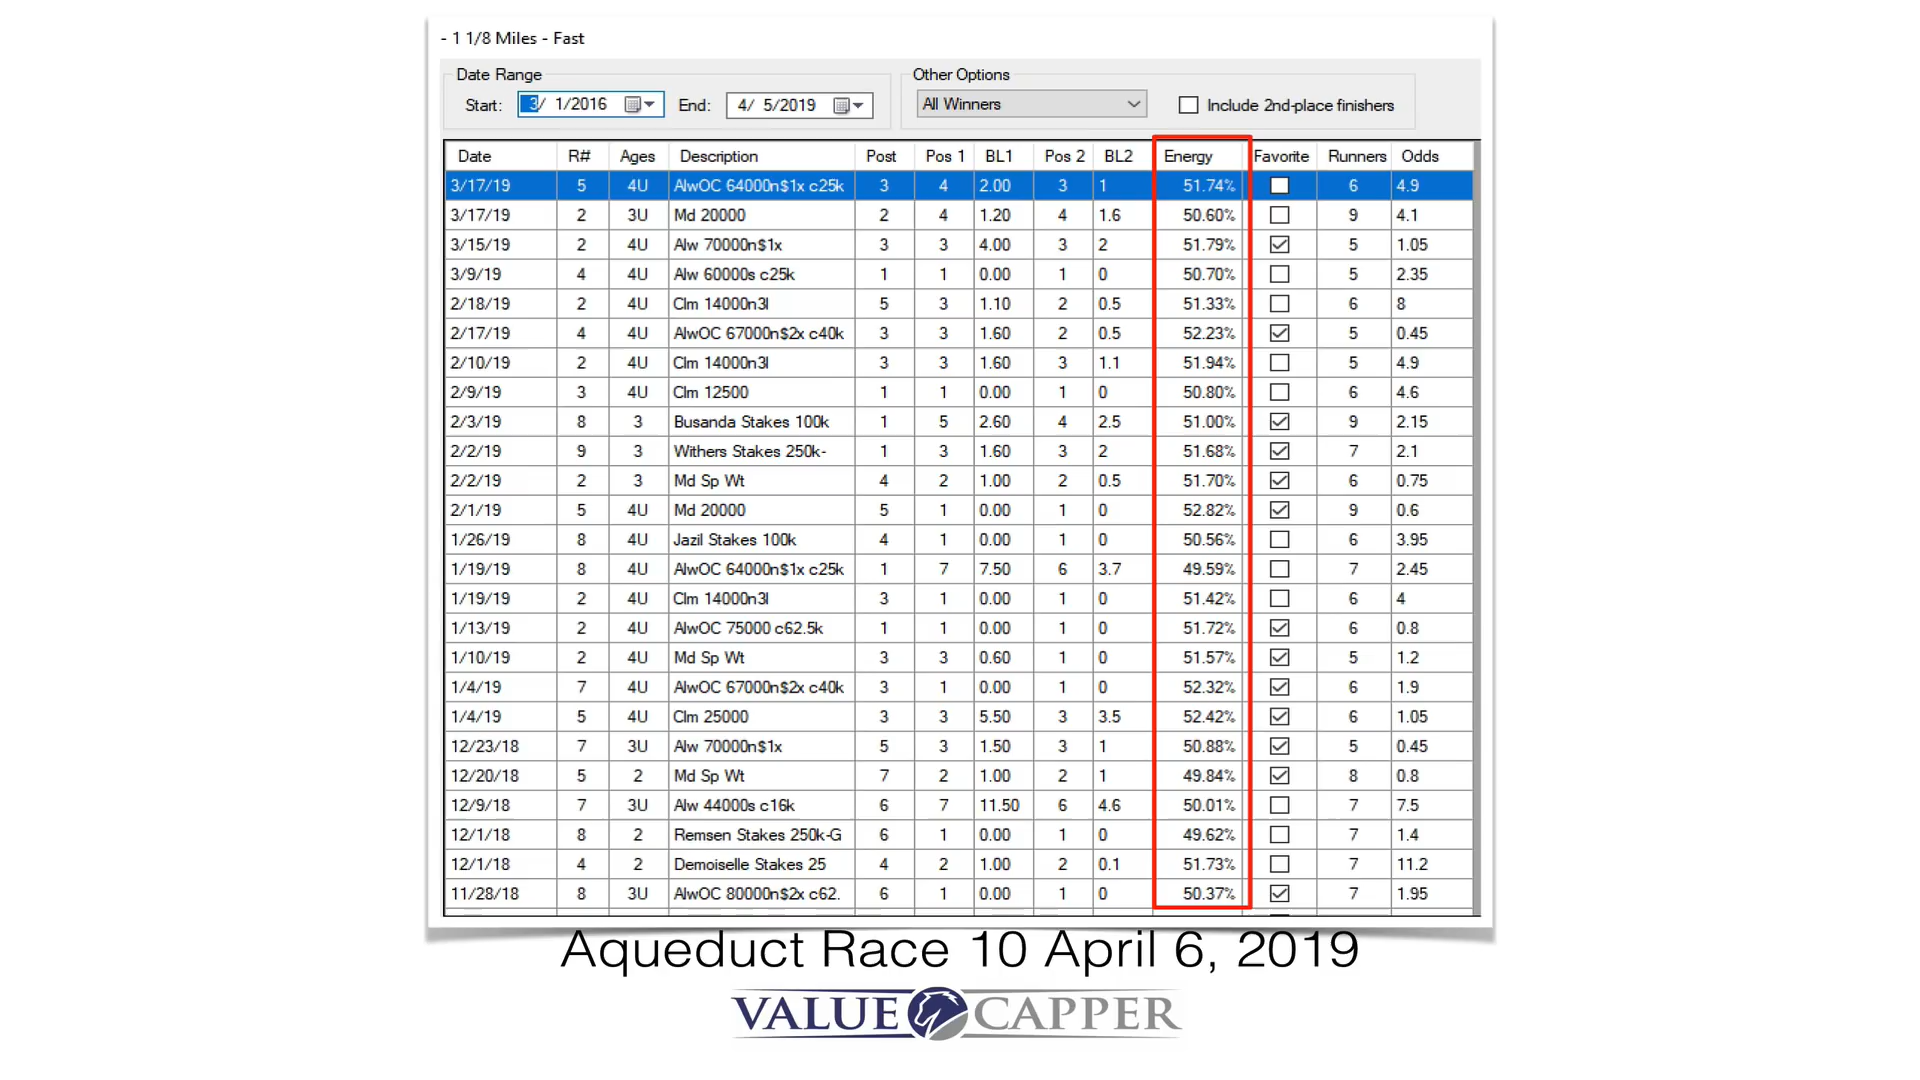 - 1 1/8 Miles - Fast
Date Range
Other Options
Start: 3/ 1/2016 End: 4/ 5/2019 All Winners Include 2nd-place finishers
Date R# Ages Description Post Pos 1 BL1 Pos 2 BL2 Energy Favorite Runners Odds
3/17/19 5 4U AlwOC 64000n$1x c25k 3 4 2.00 3 1 51.74% 6 4.9
3/17/19 2 3U Md 20000 2 4 1.20 4 1.6 50.60% 9 4.1
3/15/19 2 4U Alw 70000n$1x 3 3 4.00 3 2 51.79% 5 1.05
3/9/19 4 4U Alw 60000s c25k 1 1 0.00 1 0 50.70% 5 2.35
2/18/19 2 4U Clm 14000n3l 5 3 1.10 2 0.5 51.33% 6 8
2/17/19 4 4U AlwOC 67000n$2x c40k 3 3 1.60 2 0.5 52.23% 5 0.45
2/10/19 2 4U Clm 14000n3l 3 3 1.60 3 1.1 51.94% 5 4.9
2/9/19 3 4U Clm 12500 1 1 0.00 1 0 50.80% 6 4.6
2/3/19 8 3 Busanda Stakes 100k 1 5 2.60 4 2.5 51.00% 9 2.15
2/2/19 9 3 Withers Stakes 250k- 1 3 1.60 3 2 51.68% 7 2.1
2/2/19 2 3 Md Sp Wt 4 2 1.00 2 0.5 51.70% 6 0.75
2/1/19 5 4U Md 20000 5 1 0.00 1 0 52.82% 9 0.6
1/26/19 8 4U Jazil Stakes 100k 4 1 0.00 1 0 50.56% 6 3.95
1/19/19 8 4U AlwOC 64000n$1x c25k 1 7 7.50 6 3.7 49.59% 7 2.45
1/19/19 2 4U Clm 14000n3l 3 1 0.00 1 0 51.42% 6 4
1/13/19 2 4U AlwOC 75000 c62.5k 1 1 0.00 1 0 51.72% 6 0.8
1/10/19 2 4U Md Sp Wt 3 3 0.60 1 0 51.57% 5 1.2
1/4/19 7 4U AlwOC 67000n$2x c40k 3 1 0.00 1 0 52.32% 6 1.9
1/4/19 5 4U Clm 25000 3 3 5.50 3 3.5 52.42% 6 1.05
12/23/18 7 3U Alw 70000n$1x 5 3 1.50 3 1 50.88% 5 0.45
12/20/18 5 2 Md Sp Wt 7 2 1.00 2 1 49.84% 8 0.8
12/9/18 7 3U Alw 44000s c16k 6 7 11.50 6 4.6 50.01% 7 7.5
12/1/18 8 2 Remsen Stakes 250k-G 6 1 0.00 1 0 49.62% 7 1.4
12/1/18 4 2 Demoiselle Stakes 25 4 2 1.00 2 0.1 51.73% 7 11.2
11/28/18 8 3U AlwOC 80000n$2x c62. 6 1 0.00 1 0 50.37% 7 1.95
Aqueduct Race 10 April 6, 2019
VALUE CAPPER